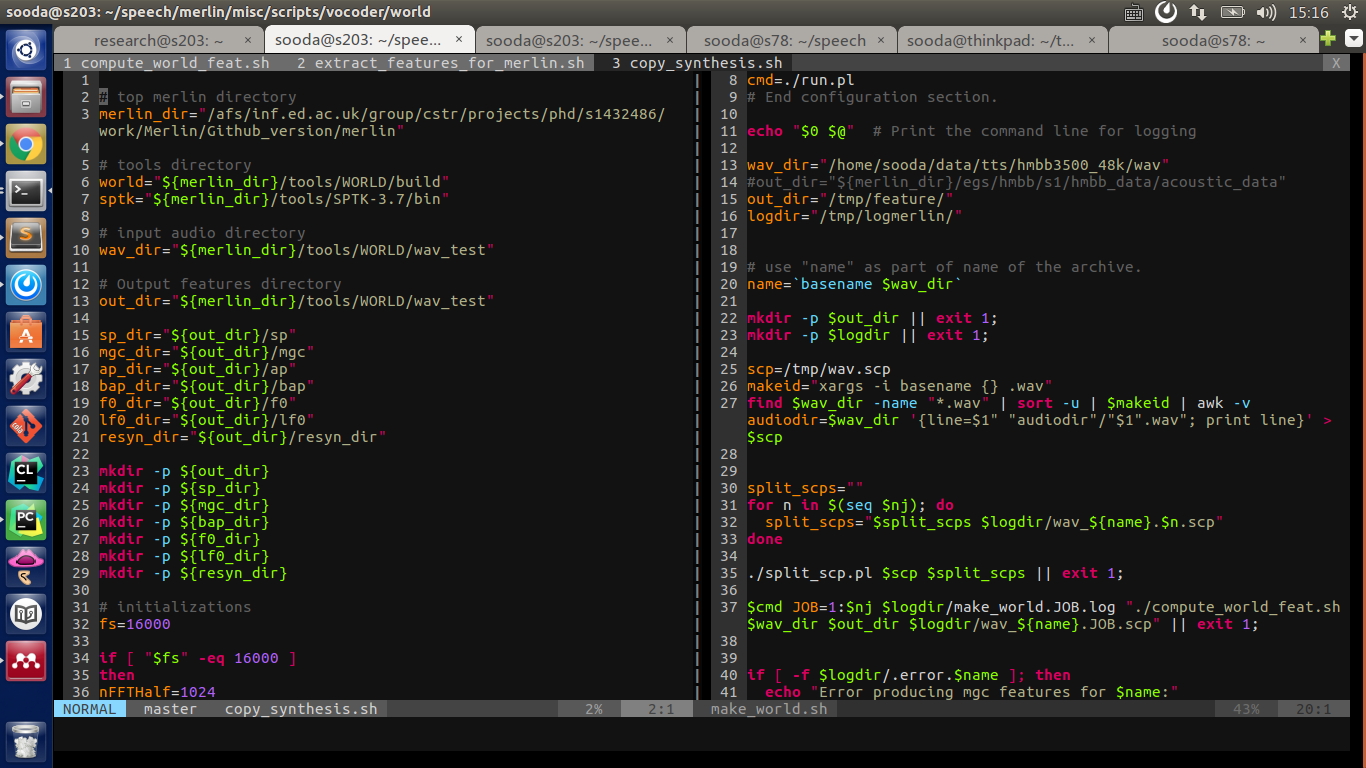 sooda@s203: ~/speech/merlin/misc/scripts/vocoder/world
15:16
research@s203: ~ ×
sooda@s203: ~/spee... ×
sooda@s203: ~/spee... ×
sooda@s78: ~/speech ×
sooda@thinkpad: ~/t... ×
sooda@s78: ~ ×
1 compute_world_feat.sh 2 extract_features_for_merlin.sh 3 copy_synthesis.sh X
1
2 # top merlin directory
3 merlin_dir="/afs/inf.ed.ac.uk/group/cstr/projects/phd/s1432486/
work/Merlin/Github_version/merlin"
4
5 # tools directory
6 world="${merlin_dir}/tools/WORLD/build"
7 sptk="${merlin_dir}/tools/SPTK-3.7/bin"
8
9 # input audio directory
10 wav_dir="${merlin_dir}/tools/WORLD/wav_test"
11
12 # Output features directory
13 out_dir="${merlin_dir}/tools/WORLD/wav_test"
14
15 sp_dir="${out_dir}/sp"
16 mgc_dir="${out_dir}/mgc"
17 ap_dir="${out_dir}/ap"
18 bap_dir="${out_dir}/bap"
19 f0_dir="${out_dir}/f0"
20 lf0_dir="${out_dir}/lf0
21 resyn_dir="${out_dir}/resyn_dir"
22
23 mkdir -p ${out_dir}
24 mkdir -p ${sp_dir}
25 mkdir -p ${mgc_dir}
26 mkdir -p ${bap_dir}
27 mkdir -p ${f0_dir}
28 mkdir -p ${lf0_dir}
29 mkdir -p ${resyn_dir}
30
31 # initializations
32 fs=16000
33
34 if [ "$fs" -eq 16000 ]
35 then
36 nFFTHalf=1024
NORMAL master copy_synthesis.sh 2% 2:1
8 cmd=./run.pl
9 # End configuration section.
10
11 echo "$0 $@"  # Print the command line for logging
12
13 wav_dir="/home/sooda/data/tts/hmbb3500_48k/wav"
14 #out_dir="${merlin_dir}/egs/hmbb/s1/hmbb_data/acoustic_data"
15 out_dir="/tmp/feature/"
16 logdir="/tmp/logmerlin/"
17
18
19 # use "name" as part of name of the archive.
20 name=`basename $wav_dir`
21
22 mkdir -p $out_dir || exit 1;
23 mkdir -p $logdir || exit 1;
24
25 scp=/tmp/wav.scp
26 makeid="xargs -i basename {} .wav"
27 find $wav_dir -name "*.wav" | sort -u | $makeid | awk -v
audiodir=$wav_dir '{line=$1" "audiodir"/"$1".wav"; print line}' >
$scp
28
29
30 split_scps=""
31 for n in $(seq $nj); do
32   split_scps="$split_scps $logdir/wav_${name}.$n.scp"
33 done
34
35 ./split_scp.pl $scp $split_scps || exit 1;
36
37 $cmd JOB=1:$nj $logdir/make_world.JOB.log "./compute_world_feat.sh
$wav_dir $out_dir $logdir/wav_${name}.JOB.scp" || exit 1;
38
39
40 if [ -f $logdir/.error.$name ]; then
41   echo "Error producing mgc features for $name:"
make_world.sh 43% 20:1